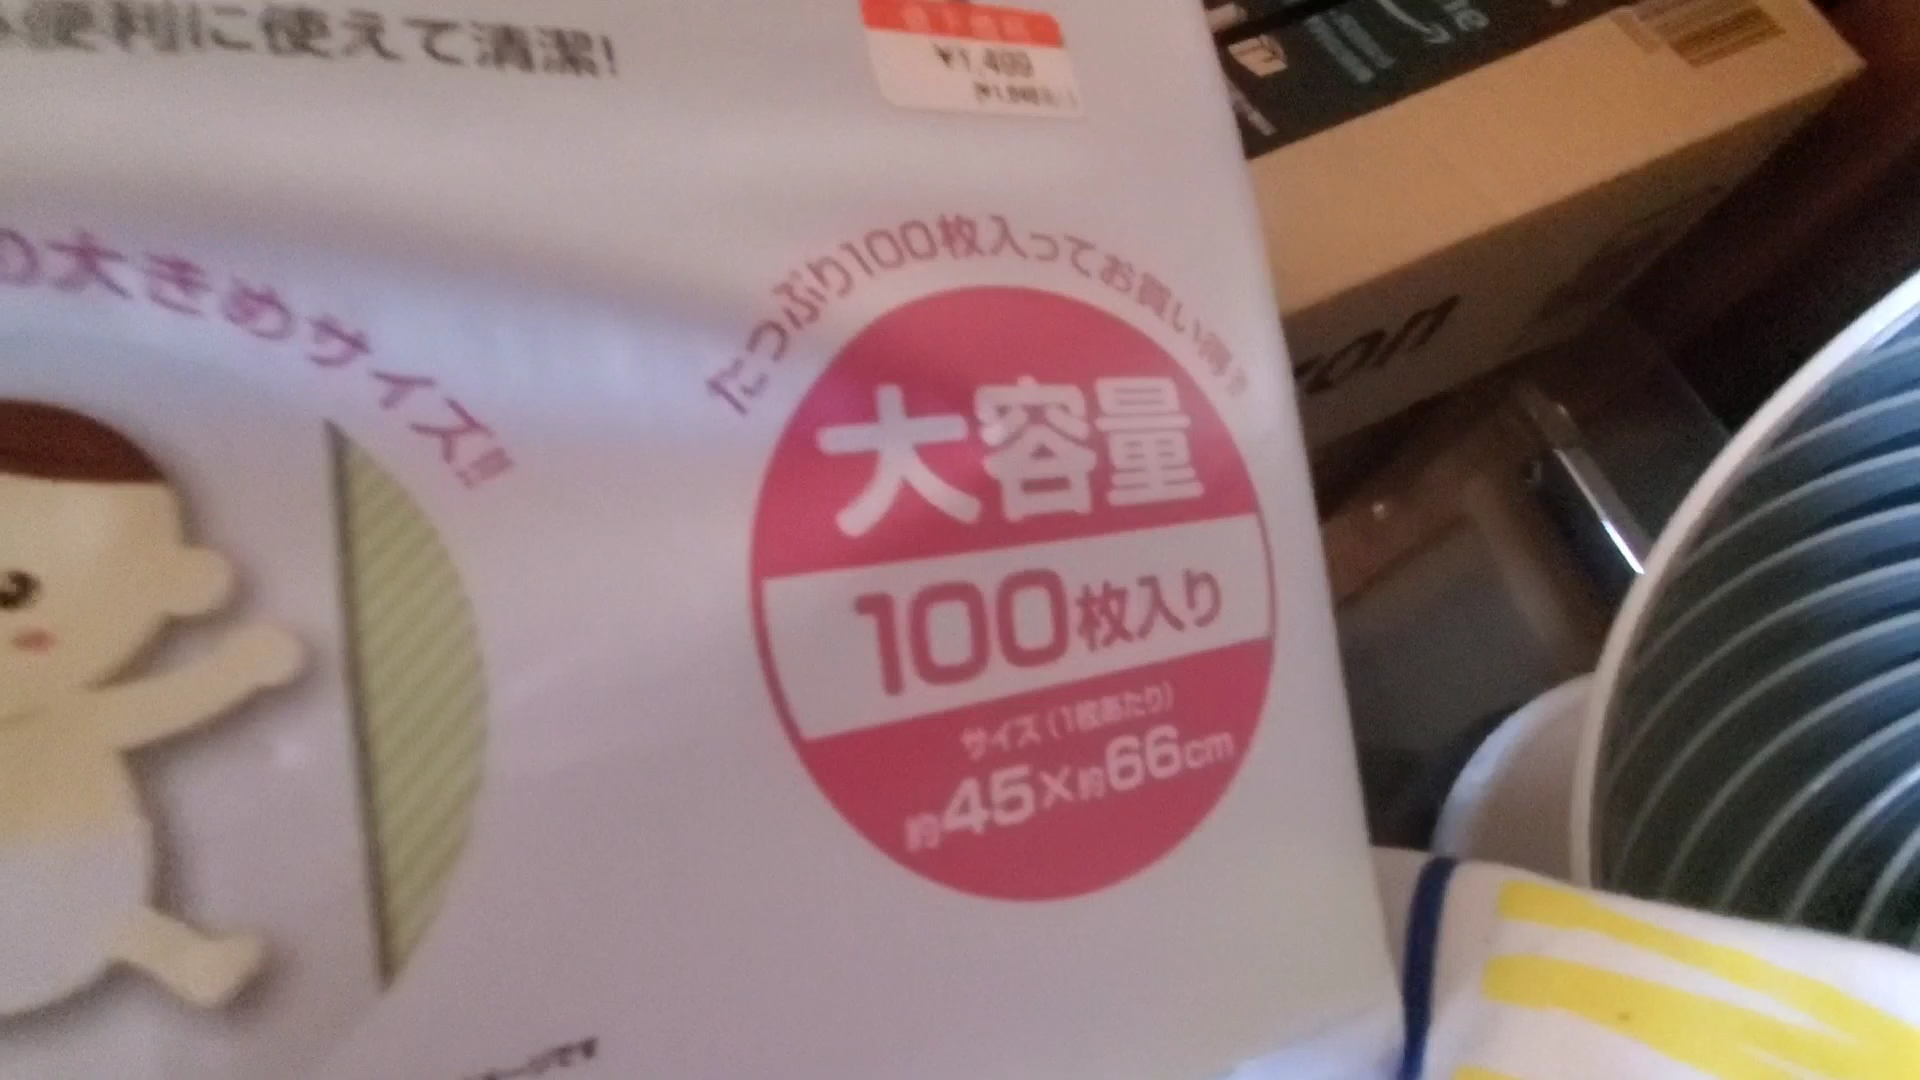 便利に使えて清潔!
¥1,499
の大きめサイズ!!
たっぷり100枚入ってお買い得!!
大容量
100枚入り
サイズ(1枚あたり)
約45×約66cm